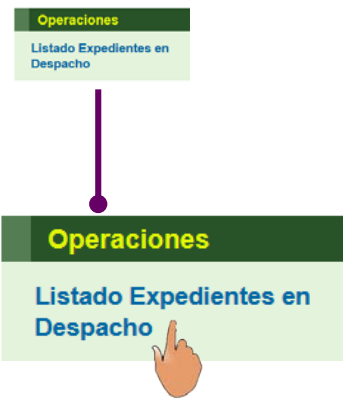 Operaciones
Listado Expedientes en
Despacho
Operaciones
Listado Expedientes en
Despacho